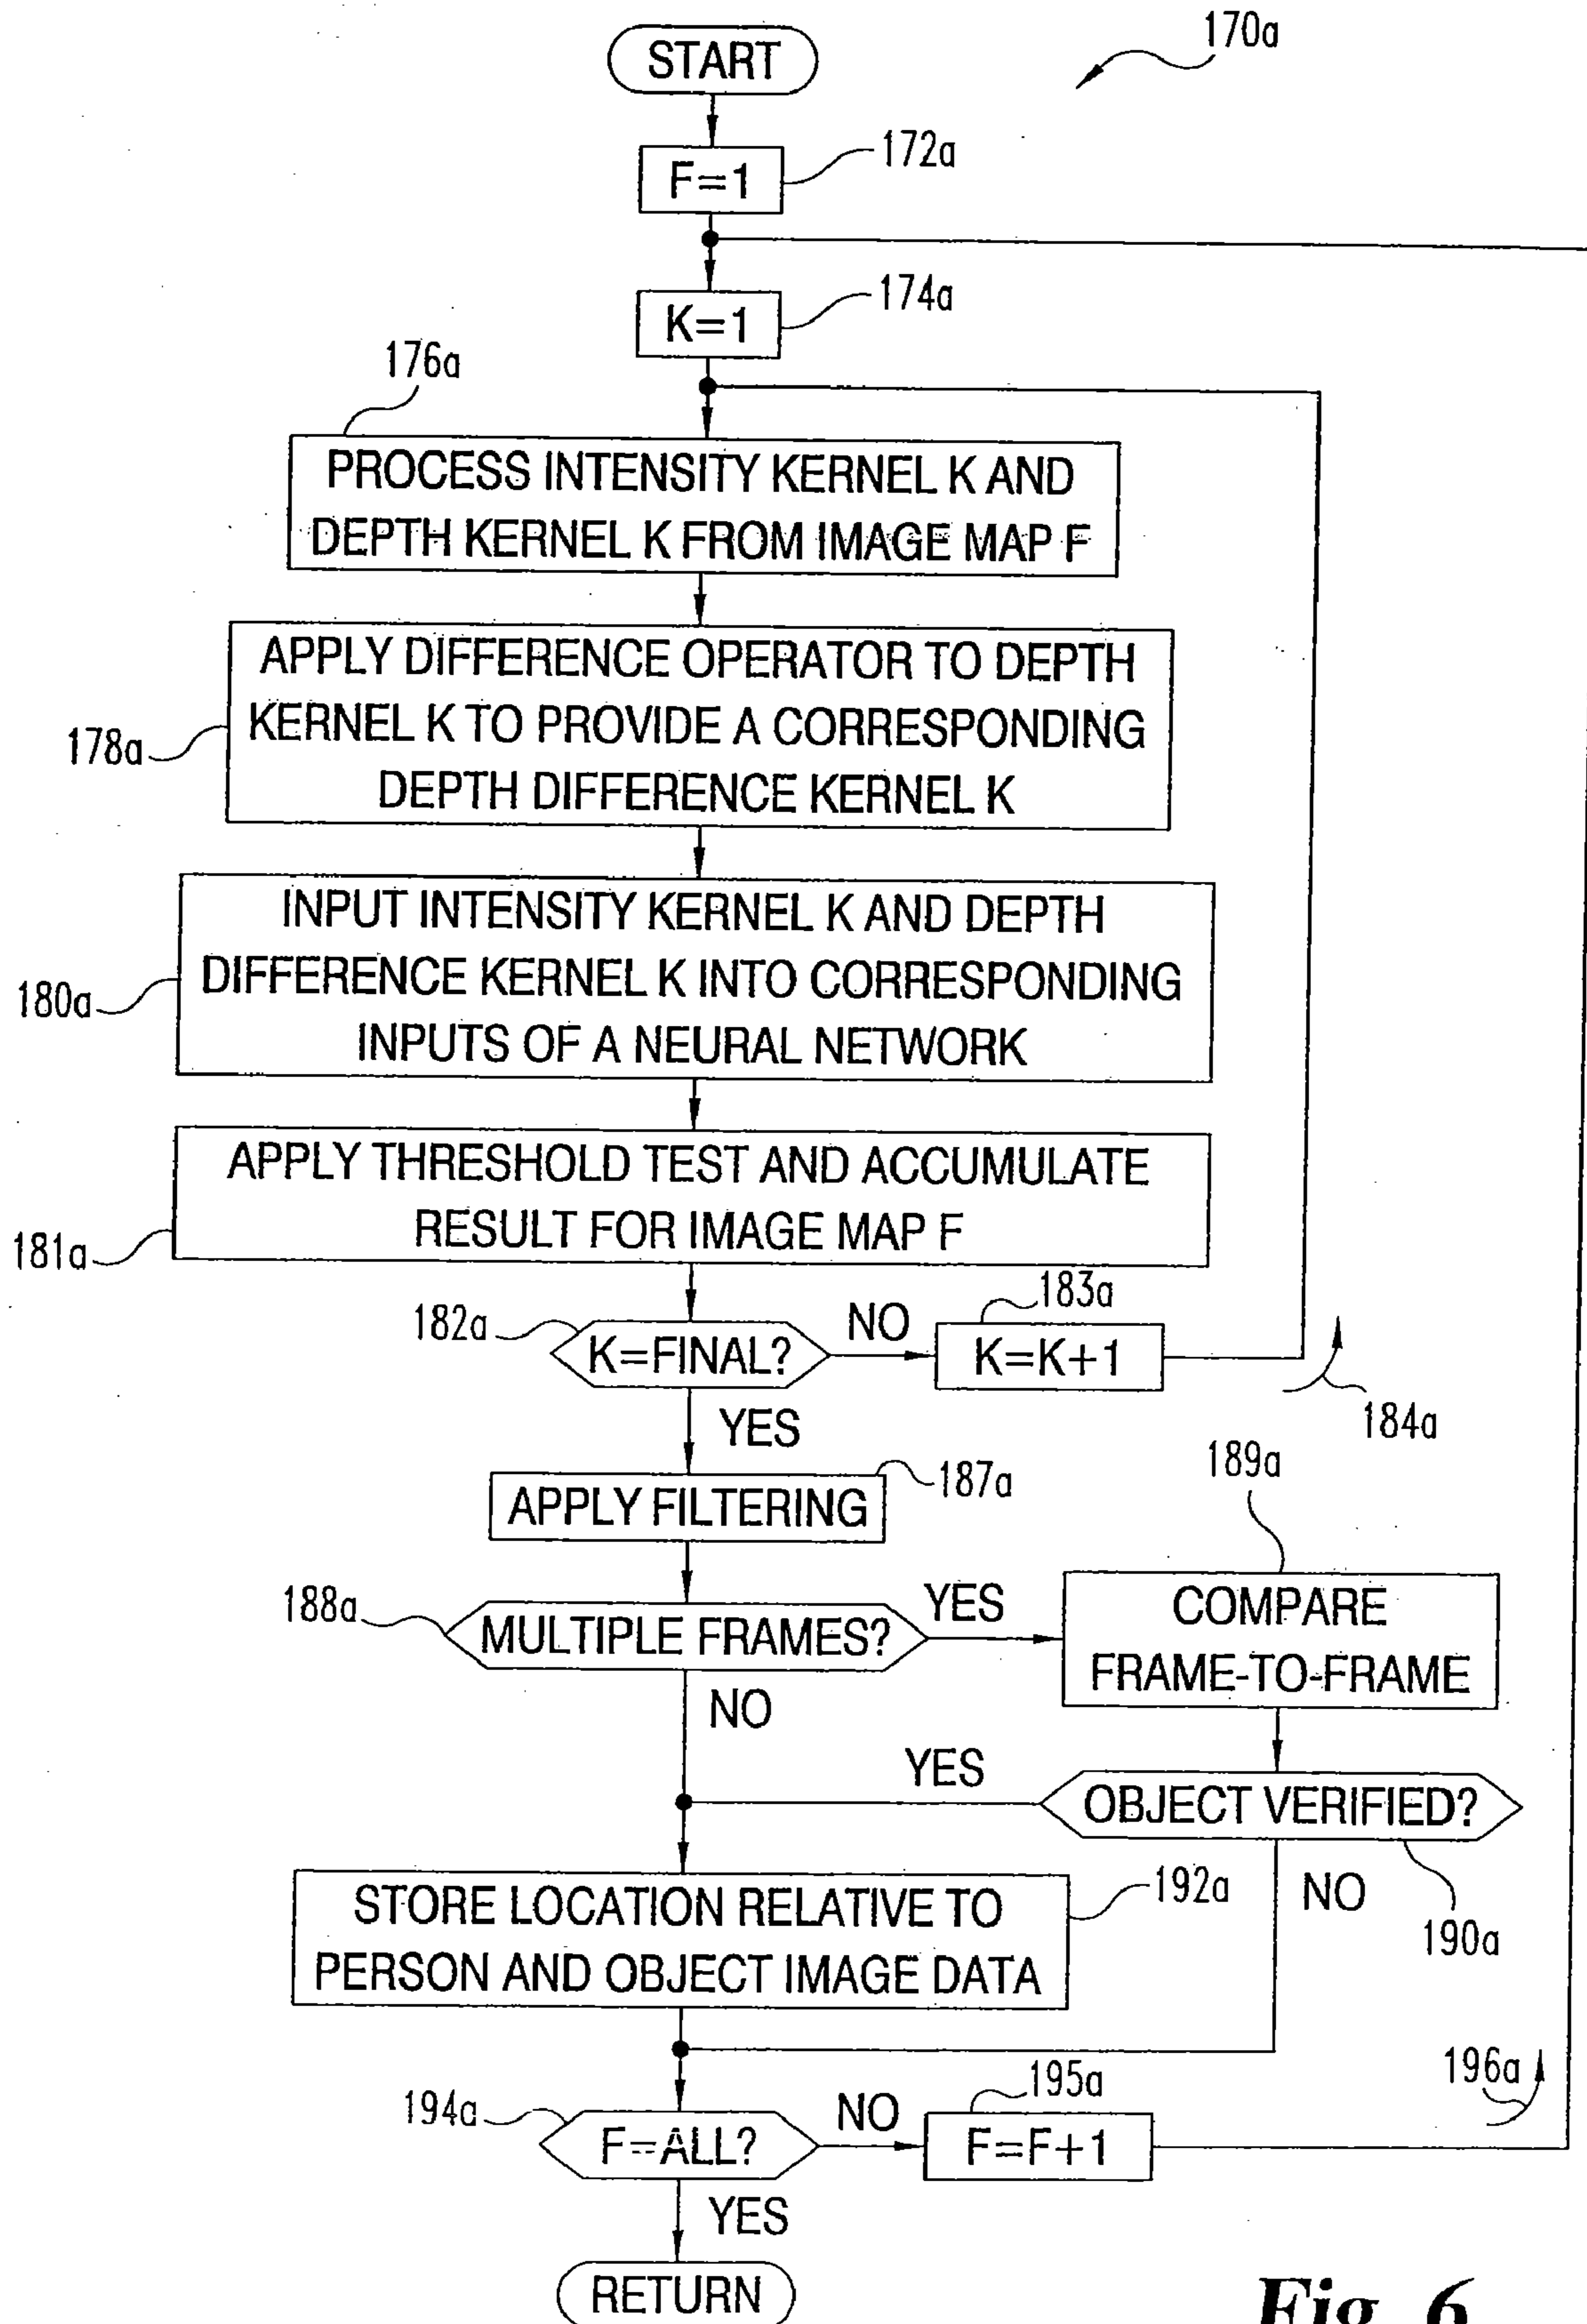 START
170a
F=1
172a
K=1
174a
176a
PROCESS INTENSITY KERNEL K AND
DEPTH KERNEL K FROM IMAGE MAP F
APPLY DIFFERENCE OPERATOR TO DEPTH
KERNEL K TO PROVIDE A CORRESPONDING
DEPTH DIFFERENCE KERNEL K
178a
INPUT INTENSITY KERNEL K AND DEPTH
DIFFERENCE KERNEL K INTO CORRESPONDING
INPUTS OF A NEURAL NETWORK
180a
APPLY THRESHOLD TEST AND ACCUMULATE
RESULT FOR IMAGE MAP F
181a
182a
K=FINAL?
NO
183a
K=K+1
184a
YES
APPLY FILTERING
187a
189a
188a
MULTIPLE FRAMES?
YES
COMPARE
FRAME-TO-FRAME
NO
YES
OBJECT VERIFIED?
190a
NO
STORE LOCATION RELATIVE TO
PERSON AND OBJECT IMAGE DATA
192a
194a
F=ALL?
NO
195a
F=F+1
196a
YES
RETURN
Fig. 6